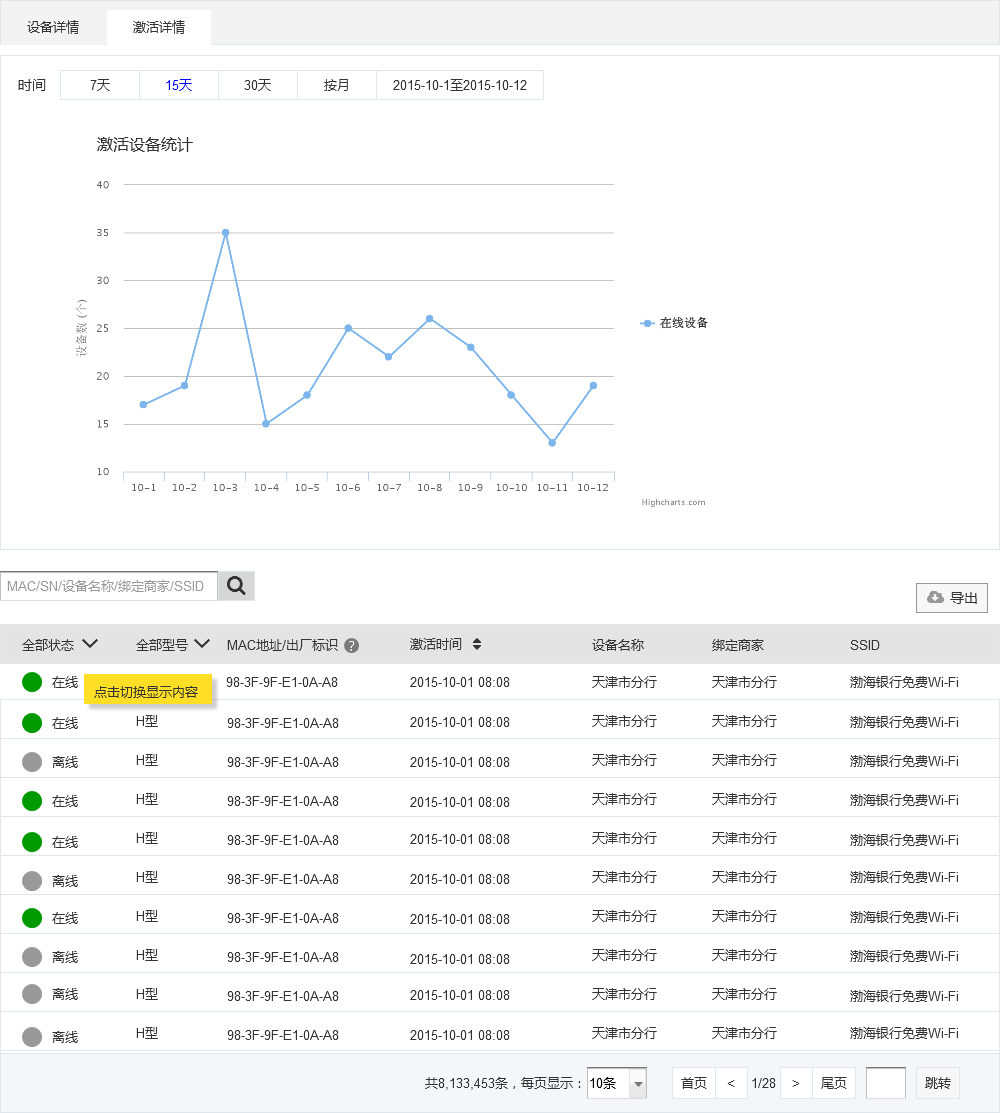 设备详情 激活详情
时间 7天 15天 30天 按月 2015-10-1至2015-10-12
激活设备统计
40
35
30
25
20
15
10
设备数 (个)
在线设备
10-1 10-2 10-3 10-4 10-5 10-6 10-7 10-8 10-9 10-10 10-11 10-12
Highcharts.com
MAC/SN/设备名称/绑定商家/SSID
导出
全部状态 全部型号 MAC地址/出厂标识 ? 激活时间 设备名称 绑定商家 SSID
在线 98-3F-9F-E1-0A-A8 2015-10-01 08:08 天津市分行 天津市分行 渤海银行免费Wi-Fi
点击切换显示内容
在线 H型 98-3F-9F-E1-0A-A8 2015-10-01 08:08 天津市分行 天津市分行 渤海银行免费Wi-Fi
离线 H型 98-3F-9F-E1-0A-A8 2015-10-01 08:08 天津市分行 天津市分行 渤海银行免费Wi-Fi
在线 H型 98-3F-9F-E1-0A-A8 2015-10-01 08:08 天津市分行 天津市分行 渤海银行免费Wi-Fi
在线 H型 98-3F-9F-E1-0A-A8 2015-10-01 08:08 天津市分行 天津市分行 渤海银行免费Wi-Fi
离线 H型 98-3F-9F-E1-0A-A8 2015-10-01 08:08 天津市分行 天津市分行 渤海银行免费Wi-Fi
在线 H型 98-3F-9F-E1-0A-A8 2015-10-01 08:08 天津市分行 天津市分行 渤海银行免费Wi-Fi
离线 H型 98-3F-9F-E1-0A-A8 2015-10-01 08:08 天津市分行 天津市分行 渤海银行免费Wi-Fi
离线 H型 98-3F-9F-E1-0A-A8 2015-10-01 08:08 天津市分行 天津市分行 渤海银行免费Wi-Fi
离线 H型 98-3F-9F-E1-0A-A8 2015-10-01 08:08 天津市分行 天津市分行 渤海银行免费Wi-Fi
共8,133,453条，每页显示： 10条 首页 < 1/28 > 尾页 跳转